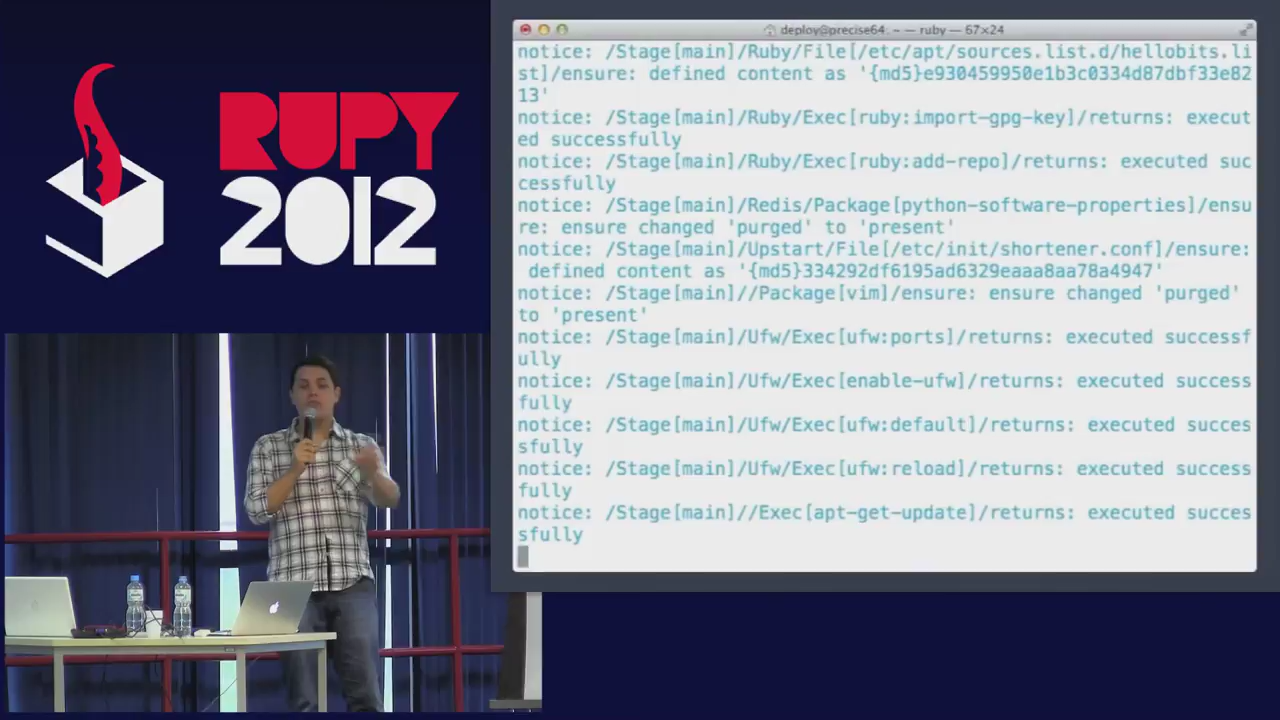 RUPY
2012
deploy@precise64: ~ — ruby — 67×24
notice: /Stage[main]/Ruby/File[/etc/apt/sources.list.d/hellobits.li
st]/ensure: defined content as '{md5}e930459950e1b3c0334d87dbf33e82
13'
notice: /Stage[main]/Ruby/Exec[ruby:import-gpg-key]/returns: execut
ed successfully
notice: /Stage[main]/Ruby/Exec[ruby:add-repo]/returns: executed suc
cessfully
notice: /Stage[main]/Redis/Package[python-software-properties]/ensu
re: ensure changed 'purged' to 'present'
notice: /Stage[main]/Upstart/File[/etc/init/shortener.conf]/ensure:
 defined content as '{md5}334292df6195ad6329eaaa8aa78a4947'
notice: /Stage[main]//Package[vim]/ensure: ensure changed 'purged'
to 'present'
notice: /Stage[main]/Ufw/Exec[ufw:ports]/returns: executed successf
ully
notice: /Stage[main]/Ufw/Exec[enable-ufw]/returns: executed success
fully
notice: /Stage[main]/Ufw/Exec[ufw:default]/returns: executed succes
sfully
notice: /Stage[main]/Ufw/Exec[ufw:reload]/returns: executed success
fully
notice: /Stage[main]//Exec[apt-get-update]/returns: executed succes
sfully